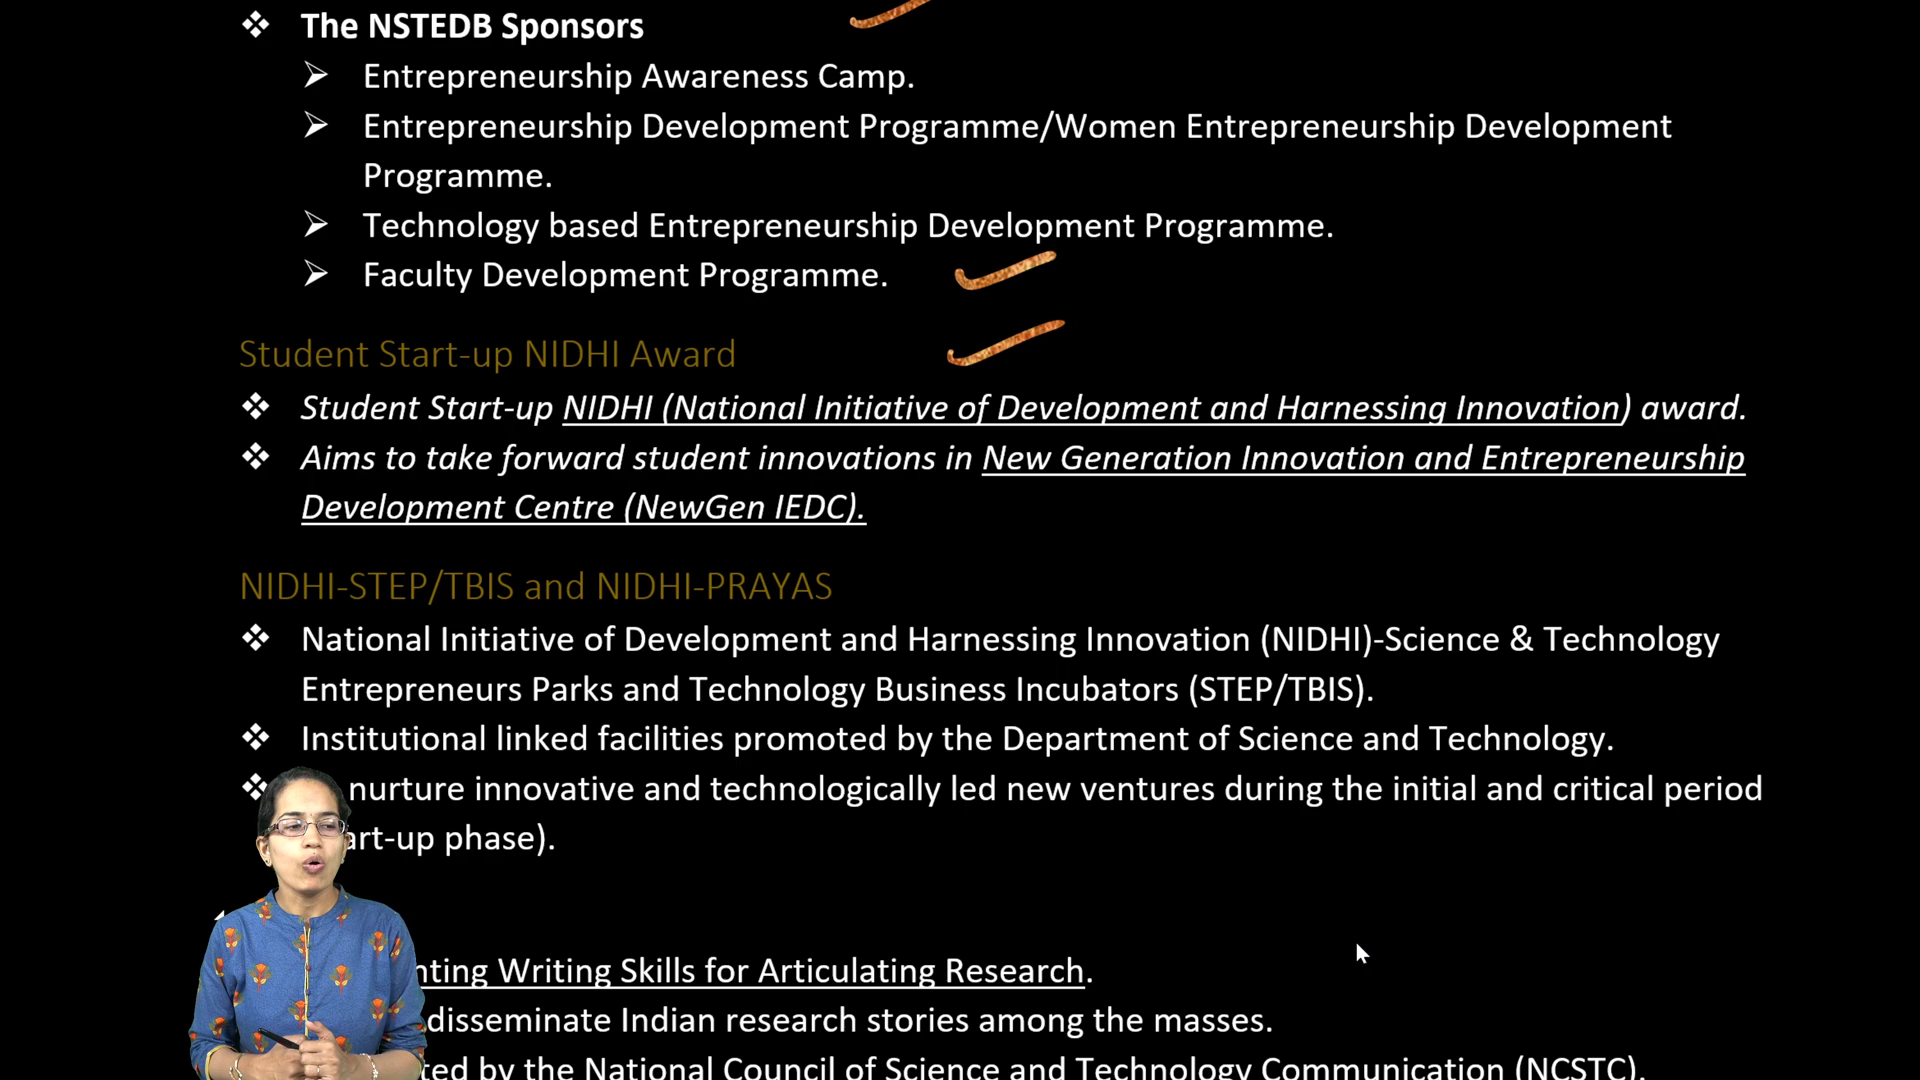 The NSTEDB Sponsors
Entrepreneurship Awareness Camp.
Entrepreneurship Development Programme/Women Entrepreneurship Development
Programme.
Technology based Entrepreneurship Development Programme.
Faculty Development Programme.
Student Start-up NIDHI Award
Student Start-up NIDHI (National Initiative of Development and Harnessing Innovation) award.
Aims to take forward student innovations in New Generation Innovation and Entrepreneurship
Development Centre (NewGen IEDC).
NIDHI-STEP/TBIS and NIDHI-PRAYAS
National Initiative of Development and Harnessing Innovation (NIDHI)-Science & Technology
Entrepreneurs Parks and Technology Business Incubators (STEP/TBIS).
Institutional linked facilities promoted by the Department of Science and Technology.
nurture innovative and technologically led new ventures during the initial and critical period
phase).
Writing Skills for Articulating Research.
disseminate Indian research stories among the masses.
by the National Council of Science and Technology Communication (NCSTC).